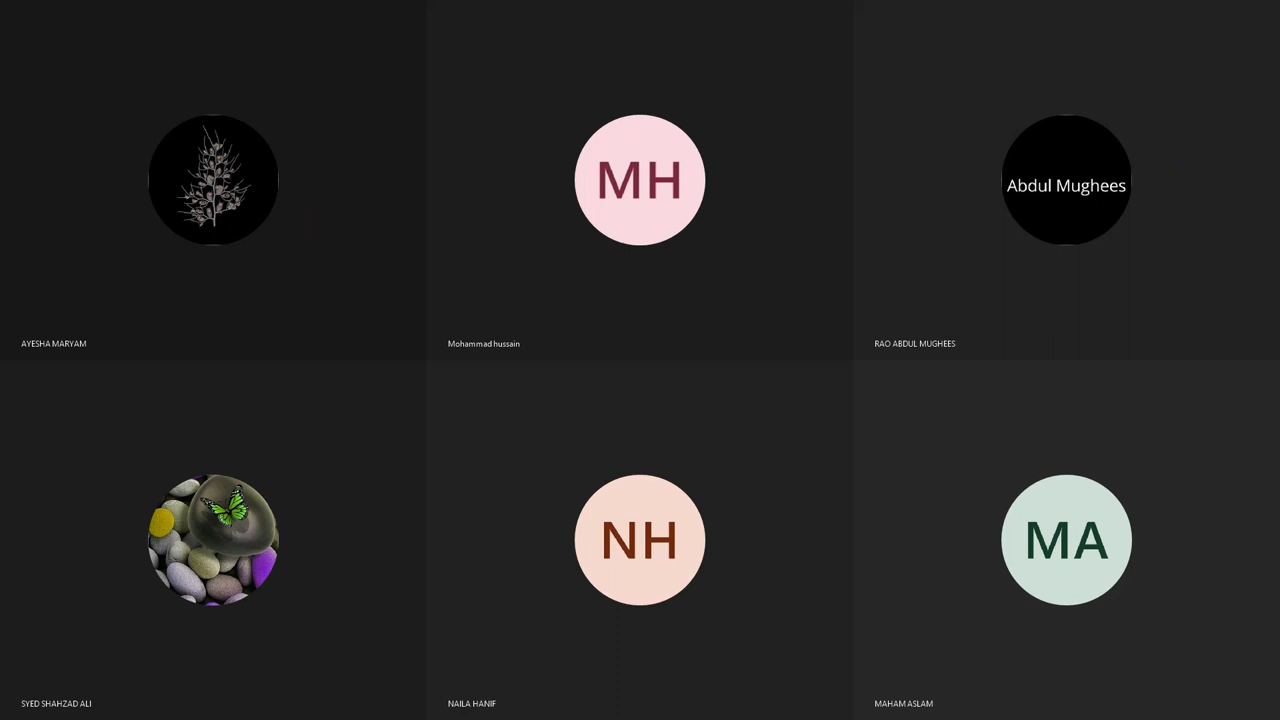 MH
Abdul Mughees
AYESHA MARYAM
Mohammad hussain
RAO ABDUL MUGHEES
NH
MA
SYED SHAHZAD ALI
NAILA HANIF
MAHAM ASLAM